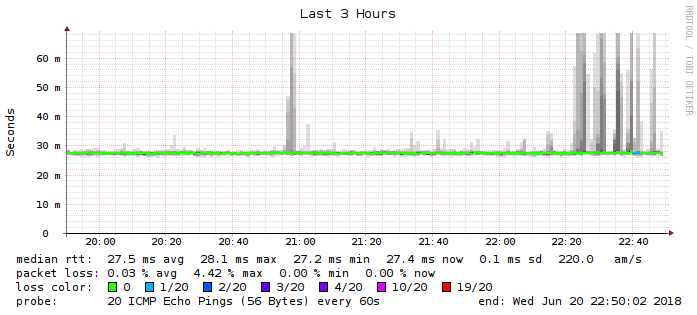 Last 3 Hours
RRDTOOL / TOBI OETIKER
Seconds
60 m
50 m
40 m
30 m
20 m
10 m
0
20:00 20:20 20:40 21:00 21:20 21:40 22:00 22:20 22:40
median rtt: 27.5 ms avg 28.1 ms max 27.2 ms min 27.4 ms now 0.1 ms sd 220.0 am/s
packet loss: 0.03 % avg 4.42 % max 0.00 % min 0.00 % now
loss color: 0 1/20 2/20 3/20 4/20 10/20 19/20
probe: 20 ICMP Echo Pings (56 Bytes) every 60s end: Wed Jun 20 22:50:02 2018